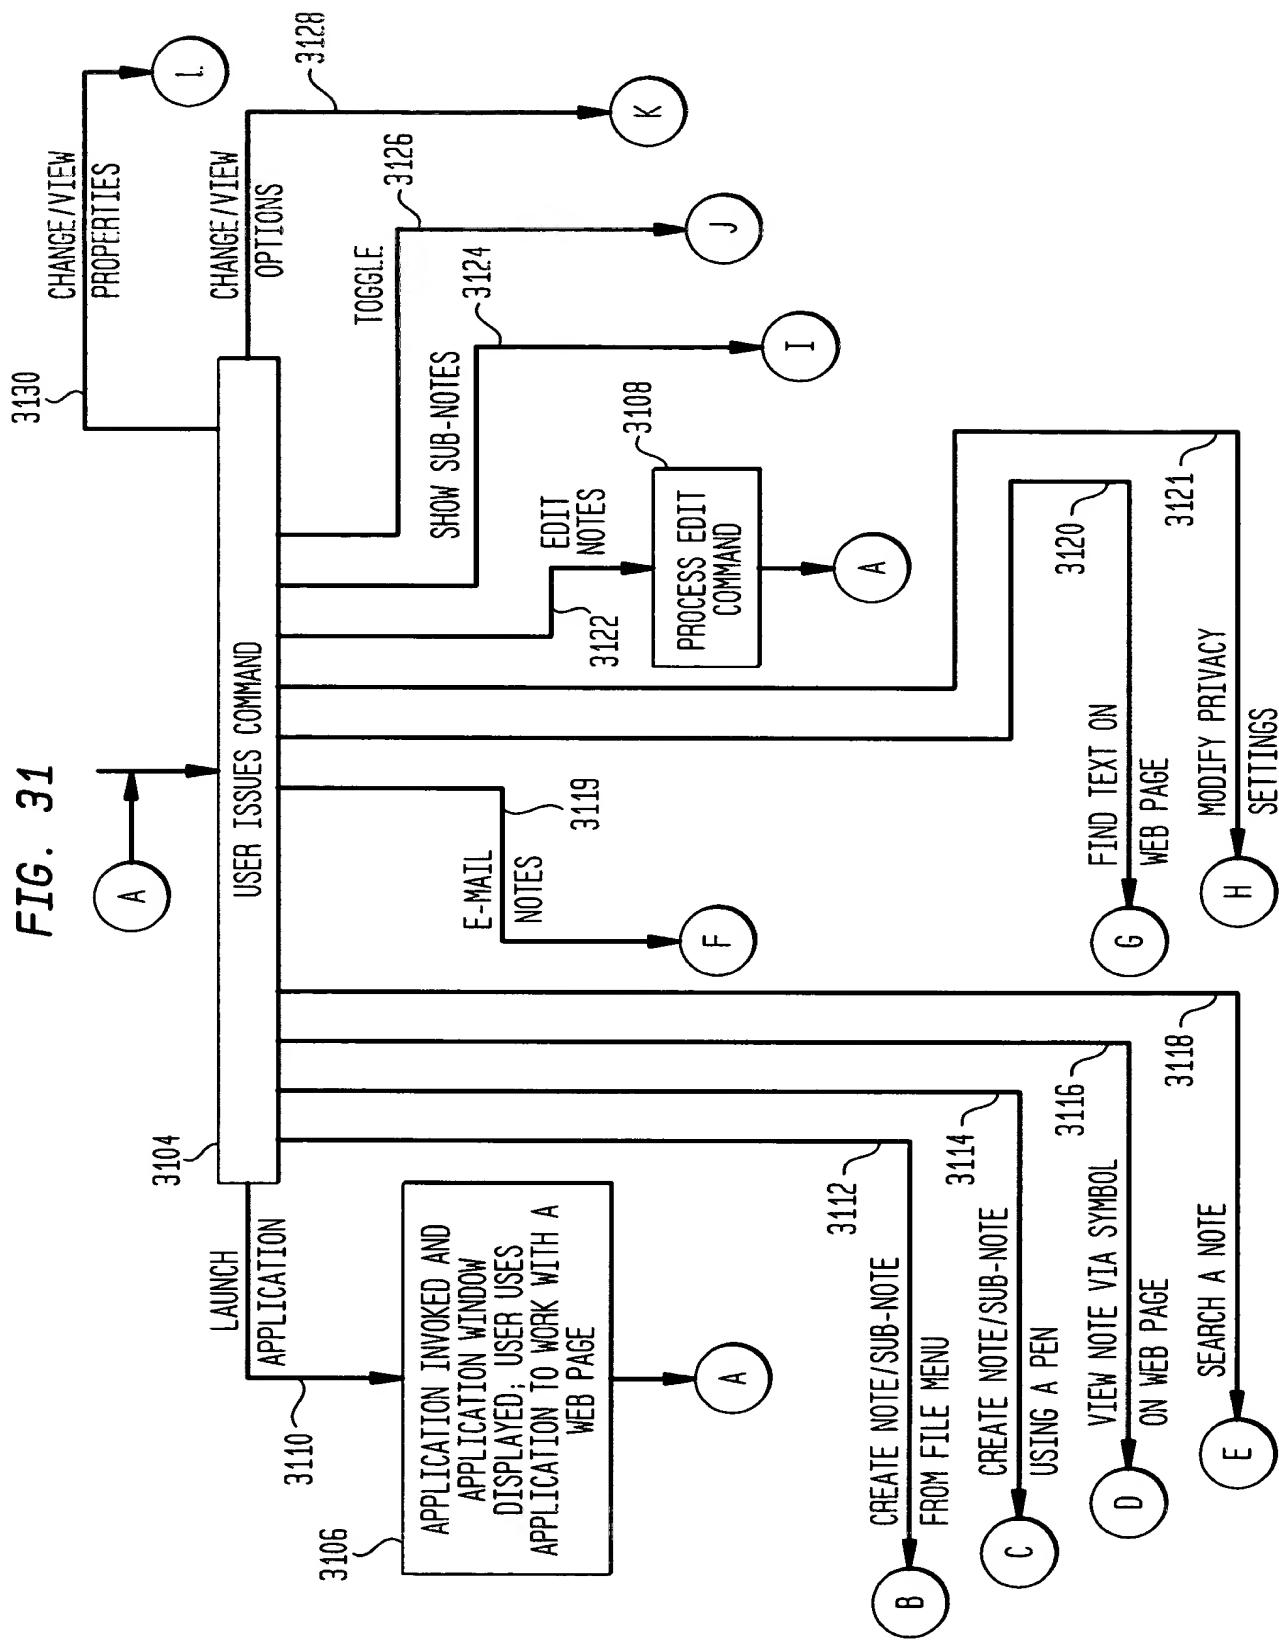 FIG. 31
A
3104
USER ISSUES COMMAND
3130
CHANGE/VIEW
PROPERTIES
L
CHANGE/VIEW
OPTIONS
3128
K
TOGGLE
3126
J
SHOW SUB-NOTES
3124
I
EDIT
NOTES
3122
3108
PROCESS EDIT
COMMAND
A
LAUNCH
APPLICATION
3110
3106
APPLICATION INVOKED AND
APPLICATION WINDOW
DISPLAYED; USER USES
APPLICATION TO WORK WITH A
WEB PAGE
A
E-MAIL
NOTES
3119
F
3112
CREATE NOTE/SUB-NOTE
FROM FILE MENU
B
3114
CREATE NOTE/SUB-NOTE
USING A PEN
C
3116
VIEW NOTE VIA SYMBOL
ON WEB PAGE
D
3118
SEARCH A NOTE
E
3120
FIND TEXT ON
WEB PAGE
G
3121
MODIFY PRIVACY
SETTINGS
H